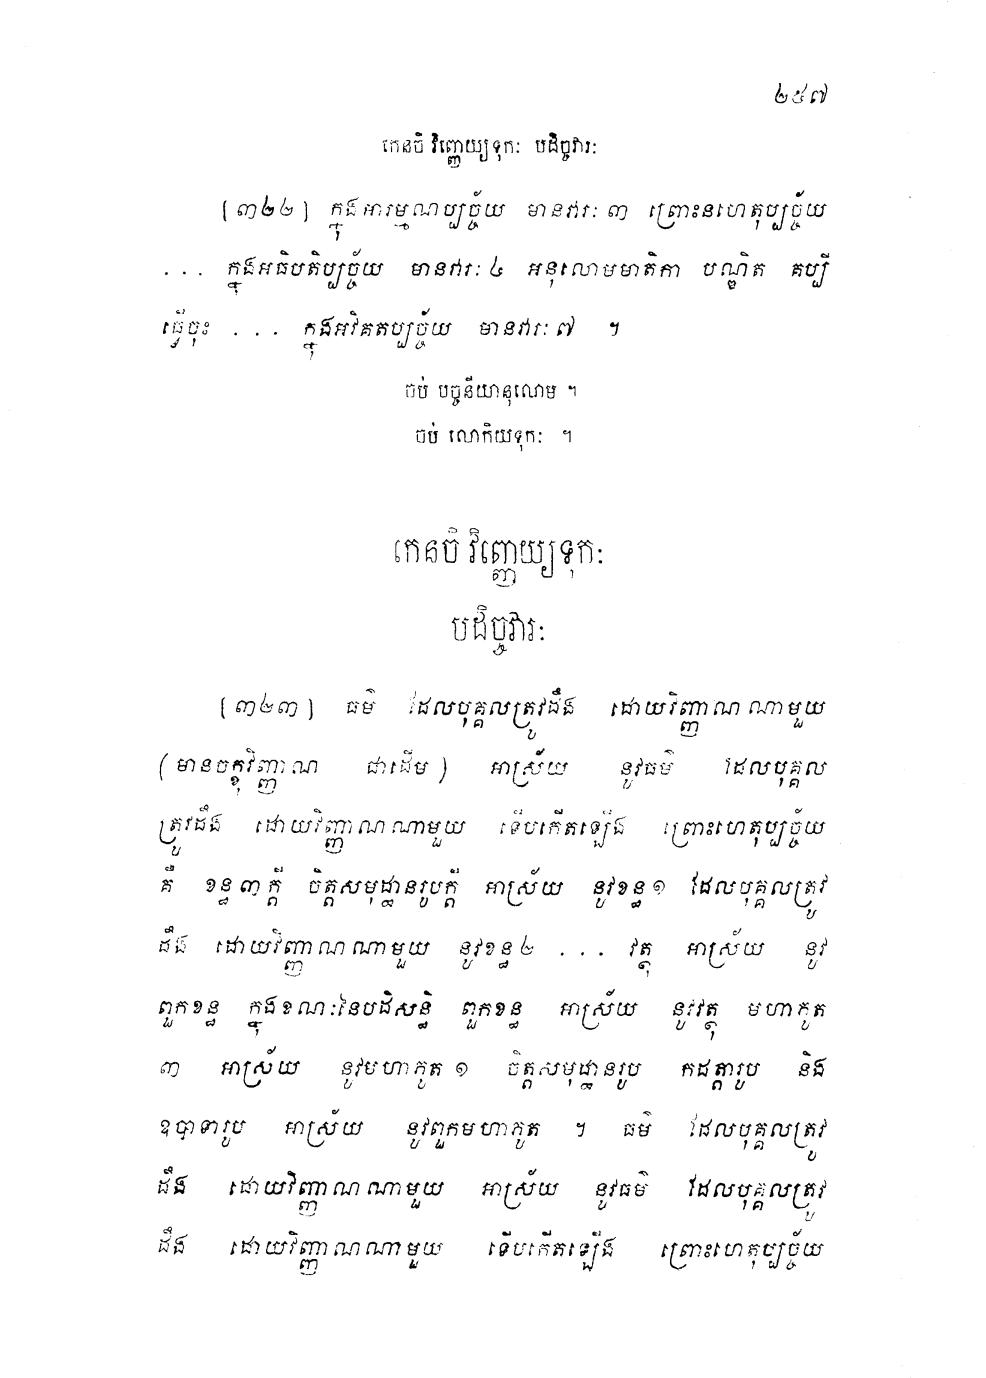 ២៥៧
កេនចិ វិញ្ញេយ្យទុកៈ បដិច្ចវារៈ
[៣២២] ក្នុងអារម្មណប្បច្ច័យ មានវារៈ ៣ ព្រោះនហេតុប្បច្ច័យ
... ក្នុងអធិបតិប្បច្ច័យ មានវារៈ ៤ អនុលោមមាតិកា បណ្ឌិត គប្បី
ធ្វើចុះ ... ក្នុងអវិគតប្បច្ច័យ មានវារៈ ៧ ។
ចប់ បច្ចនីយានុលោម ។
ចប់ លោកិយទុកៈ ។
កេនចិ វិញ្ញេយ្យទុកៈ
បដិច្ចវារៈ
[៣២៣] ធម៌ ដែលបុគ្គលត្រូវដឹង ដោយវិញ្ញាណណាមួយ
(មានចក្ខុវិញ្ញាណ ជាដើម) អាស្រ័យ នូវធម៌ ដែលបុគ្គល
ត្រូវដឹង ដោយវិញ្ញាណណាមួយ ទើបកើតឡើង ព្រោះហេតុប្បច្ច័យ
គឺ ខន្ធ៣ក្តី ចិត្តសមុដ្ឋានរូបក្តី អាស្រ័យ នូវខន្ធ១ ដែលបុគ្គលត្រូវ
ដឹង ដោយវិញ្ញាណណាមួយ នូវខន្ធ២ ... វត្ថុ អាស្រ័យ នូវ
ពួកខន្ធ ក្នុងខណៈនៃបដិសន្ធិ ពួកខន្ធ អាស្រ័យ នូវវត្ថុ មហាភូត
៣ អាស្រ័យ នូវមហាភូត ១ ចិត្តសមុដ្ឋានរូប កដត្តារូប និង
ឧបាទារូប អាស្រ័យ នូវពួកមហាភូត ។ ធម៌ ដែលបុគ្គលត្រូវ
ដឹង ដោយវិញ្ញាណណាមួយ អាស្រ័យ នូវធម៌ ដែលបុគ្គលត្រូវ
ដឹង ដោយវិញ្ញាណណាមួយ ទើបកើតឡើង ព្រោះហេតុប្បច្ច័យ